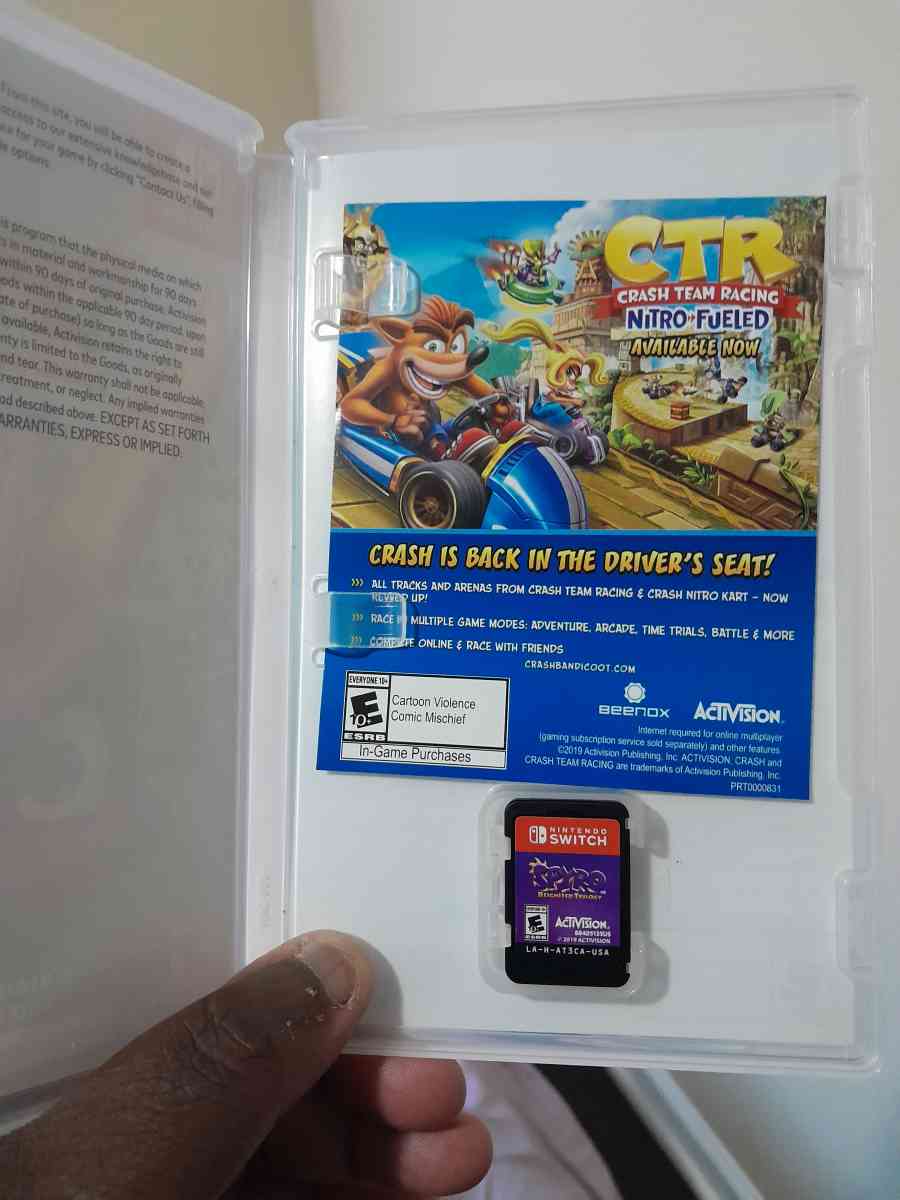 From this site, you will be able to create a
access to our extensive knowledgebase and
for your game by clicking "Contact Us", filling
options.
is program that the physical media on which
in material and workmanship for 90 days
within 90 days of original purchase, Activision
within the applicable 90 day period, upon
ate of purchase) so long as the Goods are still
available, Activision retains the right to
nty is limited to the Goods, as originally
nd tear. This warranty shall not be applicable
treatment, or neglect. Any implied warranties
described above. EXCEPT AS SET FORTH
ARRANTIES, EXPRESS OR IMPLIED.
CTR
CRASH TEAM RACING
NITRO FUELED
AVAILABLE NOW
CRASH IS BACK IN THE DRIVER'S SEAT!
ALL TRACKS AND ARENAS FROM CRASH TEAM RACING & CRASH NITRO KART – NOW
REVVED UP!
RACE IN MULTIPLE GAME MODES: ADVENTURE, ARCADE, TIME TRIALS, BATTLE & MORE
COMPETE ONLINE & RACE WITH FRIENDS
CRASHBANDICOOT.COM
EVERYONE 10+
E
10+
ESRB
Cartoon Violence
Comic Mischief
In-Game Purchases
BEENOX
ACTIVISION
Internet required for online multiplayer
(gaming subscription service sold separately) and other features
©2019 Activision Publishing, Inc. ACTIVISION, CRASH and
CRASH TEAM RACING are trademarks of Activision Publishing, Inc.
PRT0000831
NINTENDO
SWITCH
SPYRO
REIGNITED TRILOGY
E
ACTIVISION
© 2019 ACTIVISION
LA-H-AT3CA-USA